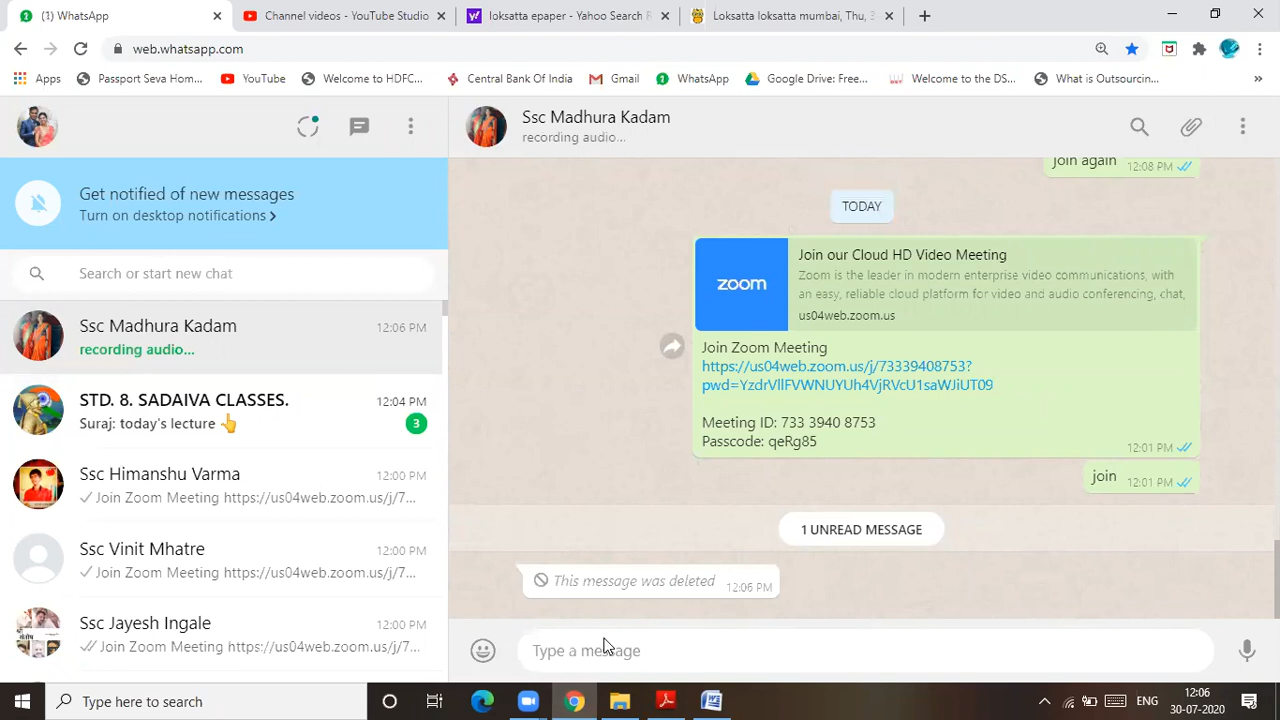 (1) WhatsApp
Channel videos - YouTube Studio
loksatta epaper - Yahoo Search R
Loksatta loksatta mumbai, Thu, 3
web.whatsapp.com
Apps
Passport Seva Hom...
YouTube
Welcome to HDFC...
Central Bank Of India
Gmail
WhatsApp
Google Drive: Free...
Welcome to the DS...
What is Outsourcin...
»
Get notified of new messages
Turn on desktop notifications
Search or start new chat
Ssc Madhura Kadam 12:06 PM
recording audio...
STD. 8. SADAIVA CLASSES. 12:04 PM
Suraj: today's lecture 👆 3
Ssc Himanshu Varma 12:00 PM
Join Zoom Meeting https://us04web.zoom.us/j/7...
Ssc Vinit Mhatre 12:00 PM
Join Zoom Meeting https://us04web.zoom.us/j/7...
Ssc Jayesh Ingale 12:00 PM
Join Zoom Meeting https://us04web.zoom.us/j/7...
Ssc Madhura Kadam
recording audio...
join again 12:08 PM
TODAY
zoom
Join our Cloud HD Video Meeting
Zoom is the leader in modern enterprise video communications, with
an easy, reliable cloud platform for video and audio conferencing, chat,
us04web.zoom.us
Join Zoom Meeting
https://us04web.zoom.us/j/73339408753?
pwd=YzdrVllFVWNUYUh4VjRVcU1saWJiUT09
Meeting ID: 733 3940 8753
Passcode: qeRg85
12:01 PM
join 12:01 PM
1 UNREAD MESSAGE
This message was deleted 12:06 PM
Type a message
Type here to search
ENG
12:06
30-07-2020